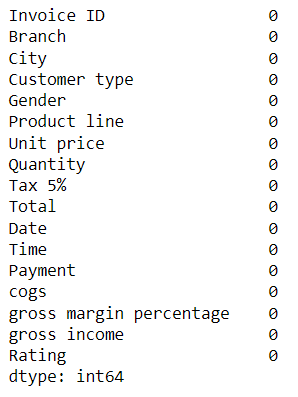 Invoice ID 0
Branch 0
City 0
Customer type 0
Gender 0
Product line 0
Unit price 0
Quantity 0
Tax 5% 0
Total 0
Date 0
Time 0
Payment 0
cogs 0
gross margin percentage 0
gross income 0
Rating 0
dtype: int64